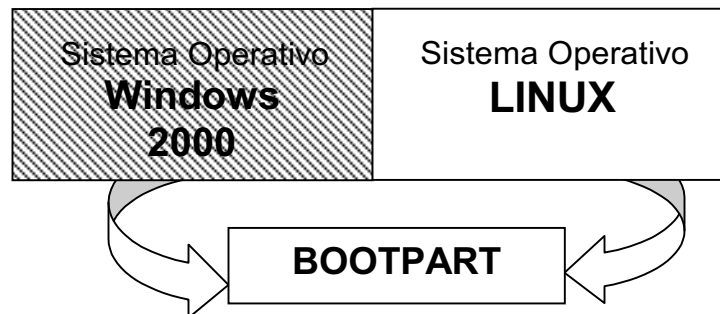 Sistema Operativo
Windows
2000
Sistema Operativo
LINUX
BOOTPART